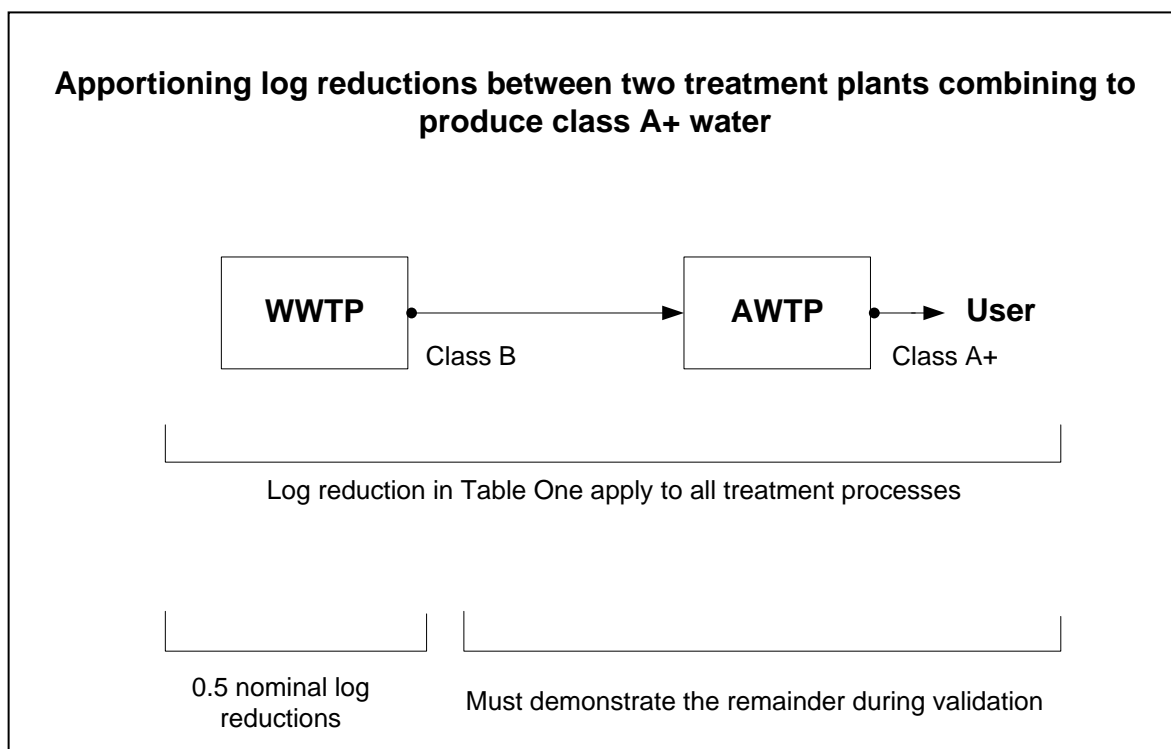 Apportioning log reductions between two treatment plants combining to
produce class A+ water
WWTP
AWTP
User
Class B
Class A+
Log reduction in Table One apply to all treatment processes
0.5 nominal log
reductions
Must demonstrate the remainder during validation